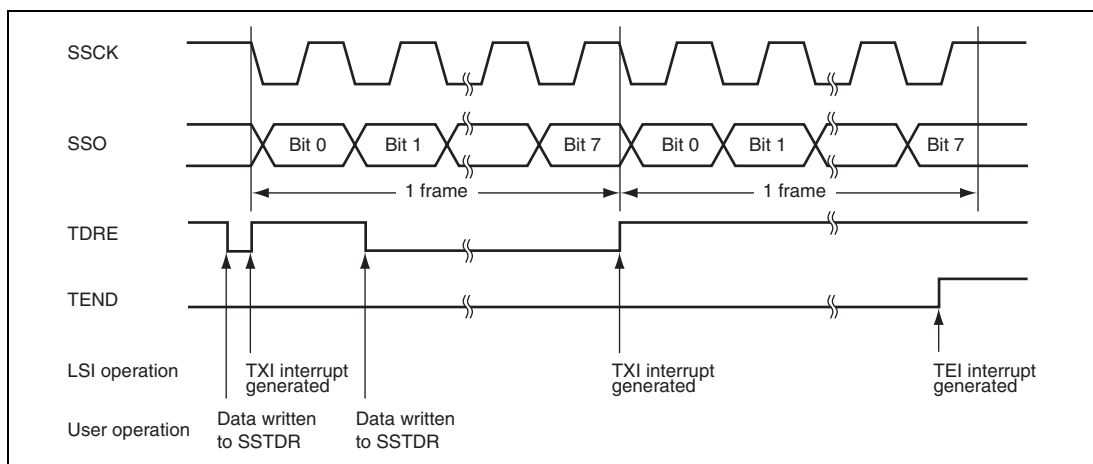 SSCK
SSO
Bit 0 Bit 1 Bit 7 Bit 0 Bit 1 Bit 7
1 frame 1 frame
TDRE
TEND
LSI operation TXI interrupt TXI interrupt TEI interrupt
generated generated generated
User operation Data written Data written
to SSTDR to SSTDR